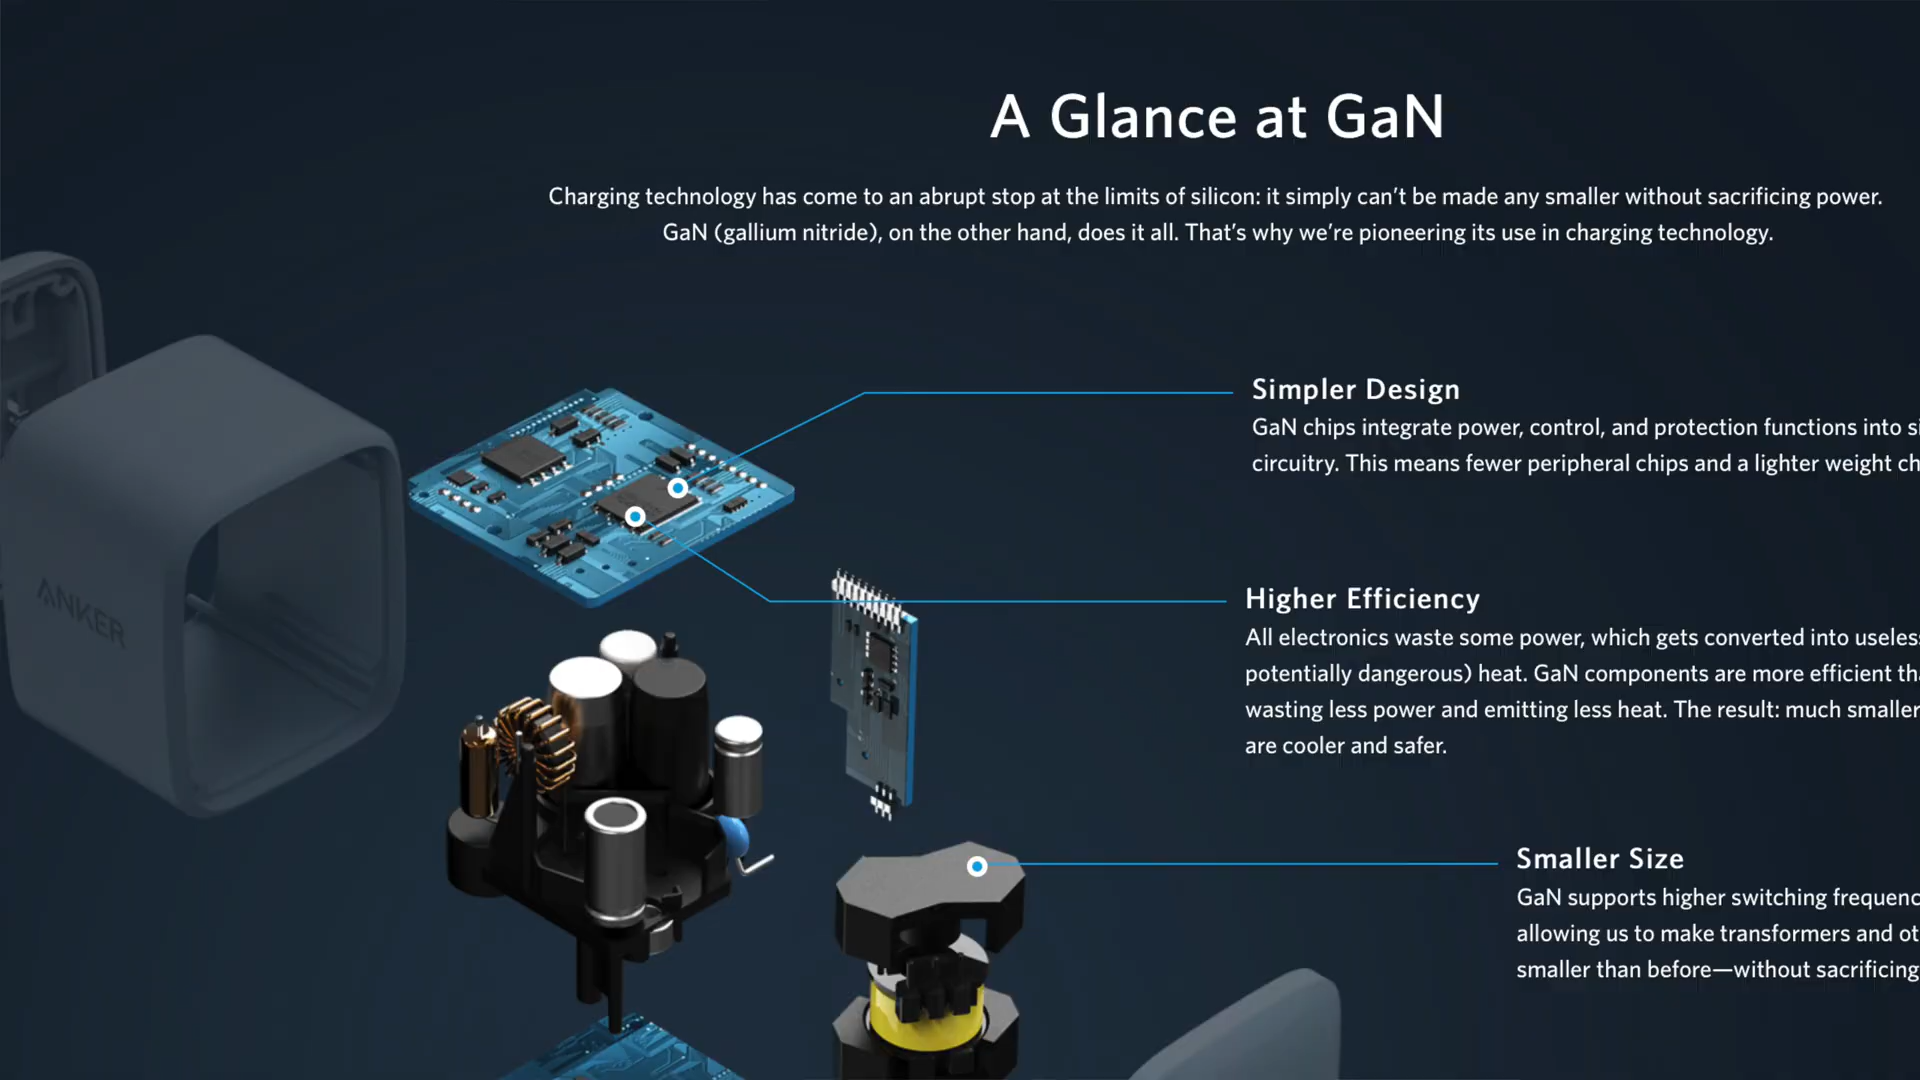 A Glance at GaN
Charging technology has come to an abrupt stop at the limits of silicon: it simply can't be made any smaller without sacrificing power.
GaN (gallium nitride), on the other hand, does it all. That's why we're pioneering its use in charging technology.
Simpler Design
GaN chips integrate power, control, and protection functions into
circuitry. This means fewer peripheral chips and a lighter weight
Higher Efficiency
All electronics waste some power, which gets converted into
potentially dangerous) heat. GaN components are more efficient
wasting less power and emitting less heat. The result: much smaller
are cooler and safer.
ANKER
Smaller Size
GaN supports higher switching
allowing us to make transformers and
smaller than before—without sacrificing